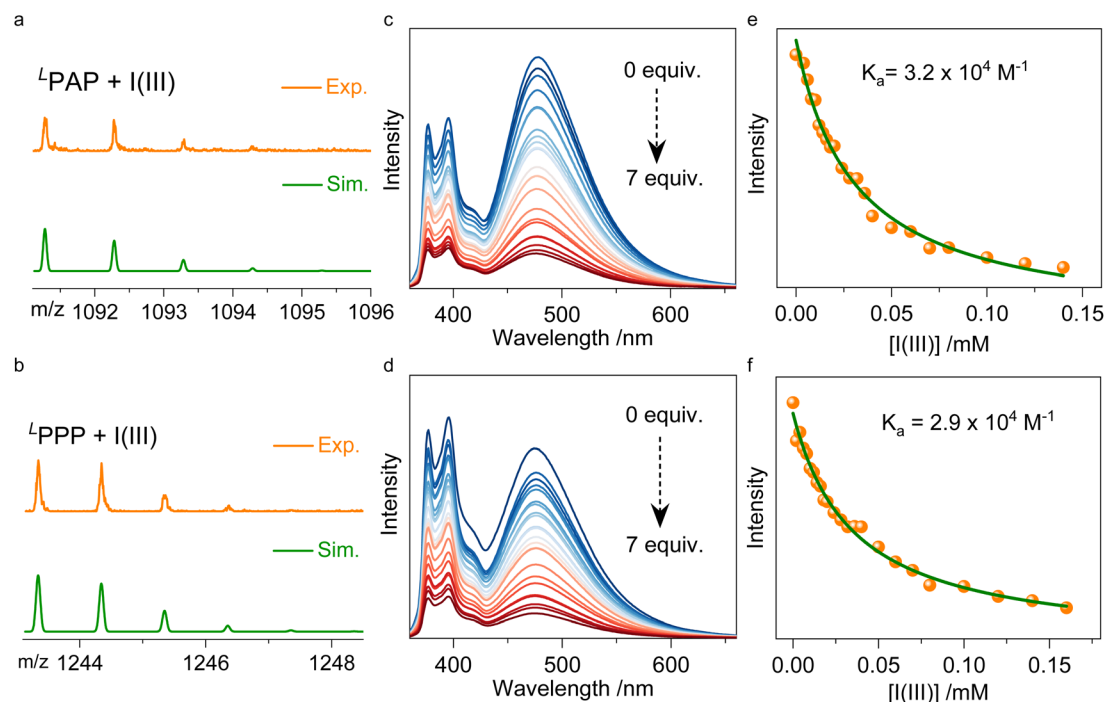 a
ᴸPAP + I(III)
Exp.
Sim.
m/z 1092 1093 1094 1095 1096
b
ᴸPPP + I(III)
Exp.
Sim.
m/z 1244 1246 1248
c
Intensity
0 equiv.
7 equiv.
400 500 600
Wavelength /nm
d
Intensity
0 equiv.
7 equiv.
400 500 600
Wavelength /nm
e
Intensity
Kₐ= 3.2 x 10⁴ M⁻¹
0.00 0.05 0.10 0.15
[I(III)] /mM
f
Intensity
Kₐ = 2.9 x 10⁴ M⁻¹
0.00 0.05 0.10 0.15
[I(III)] /mM